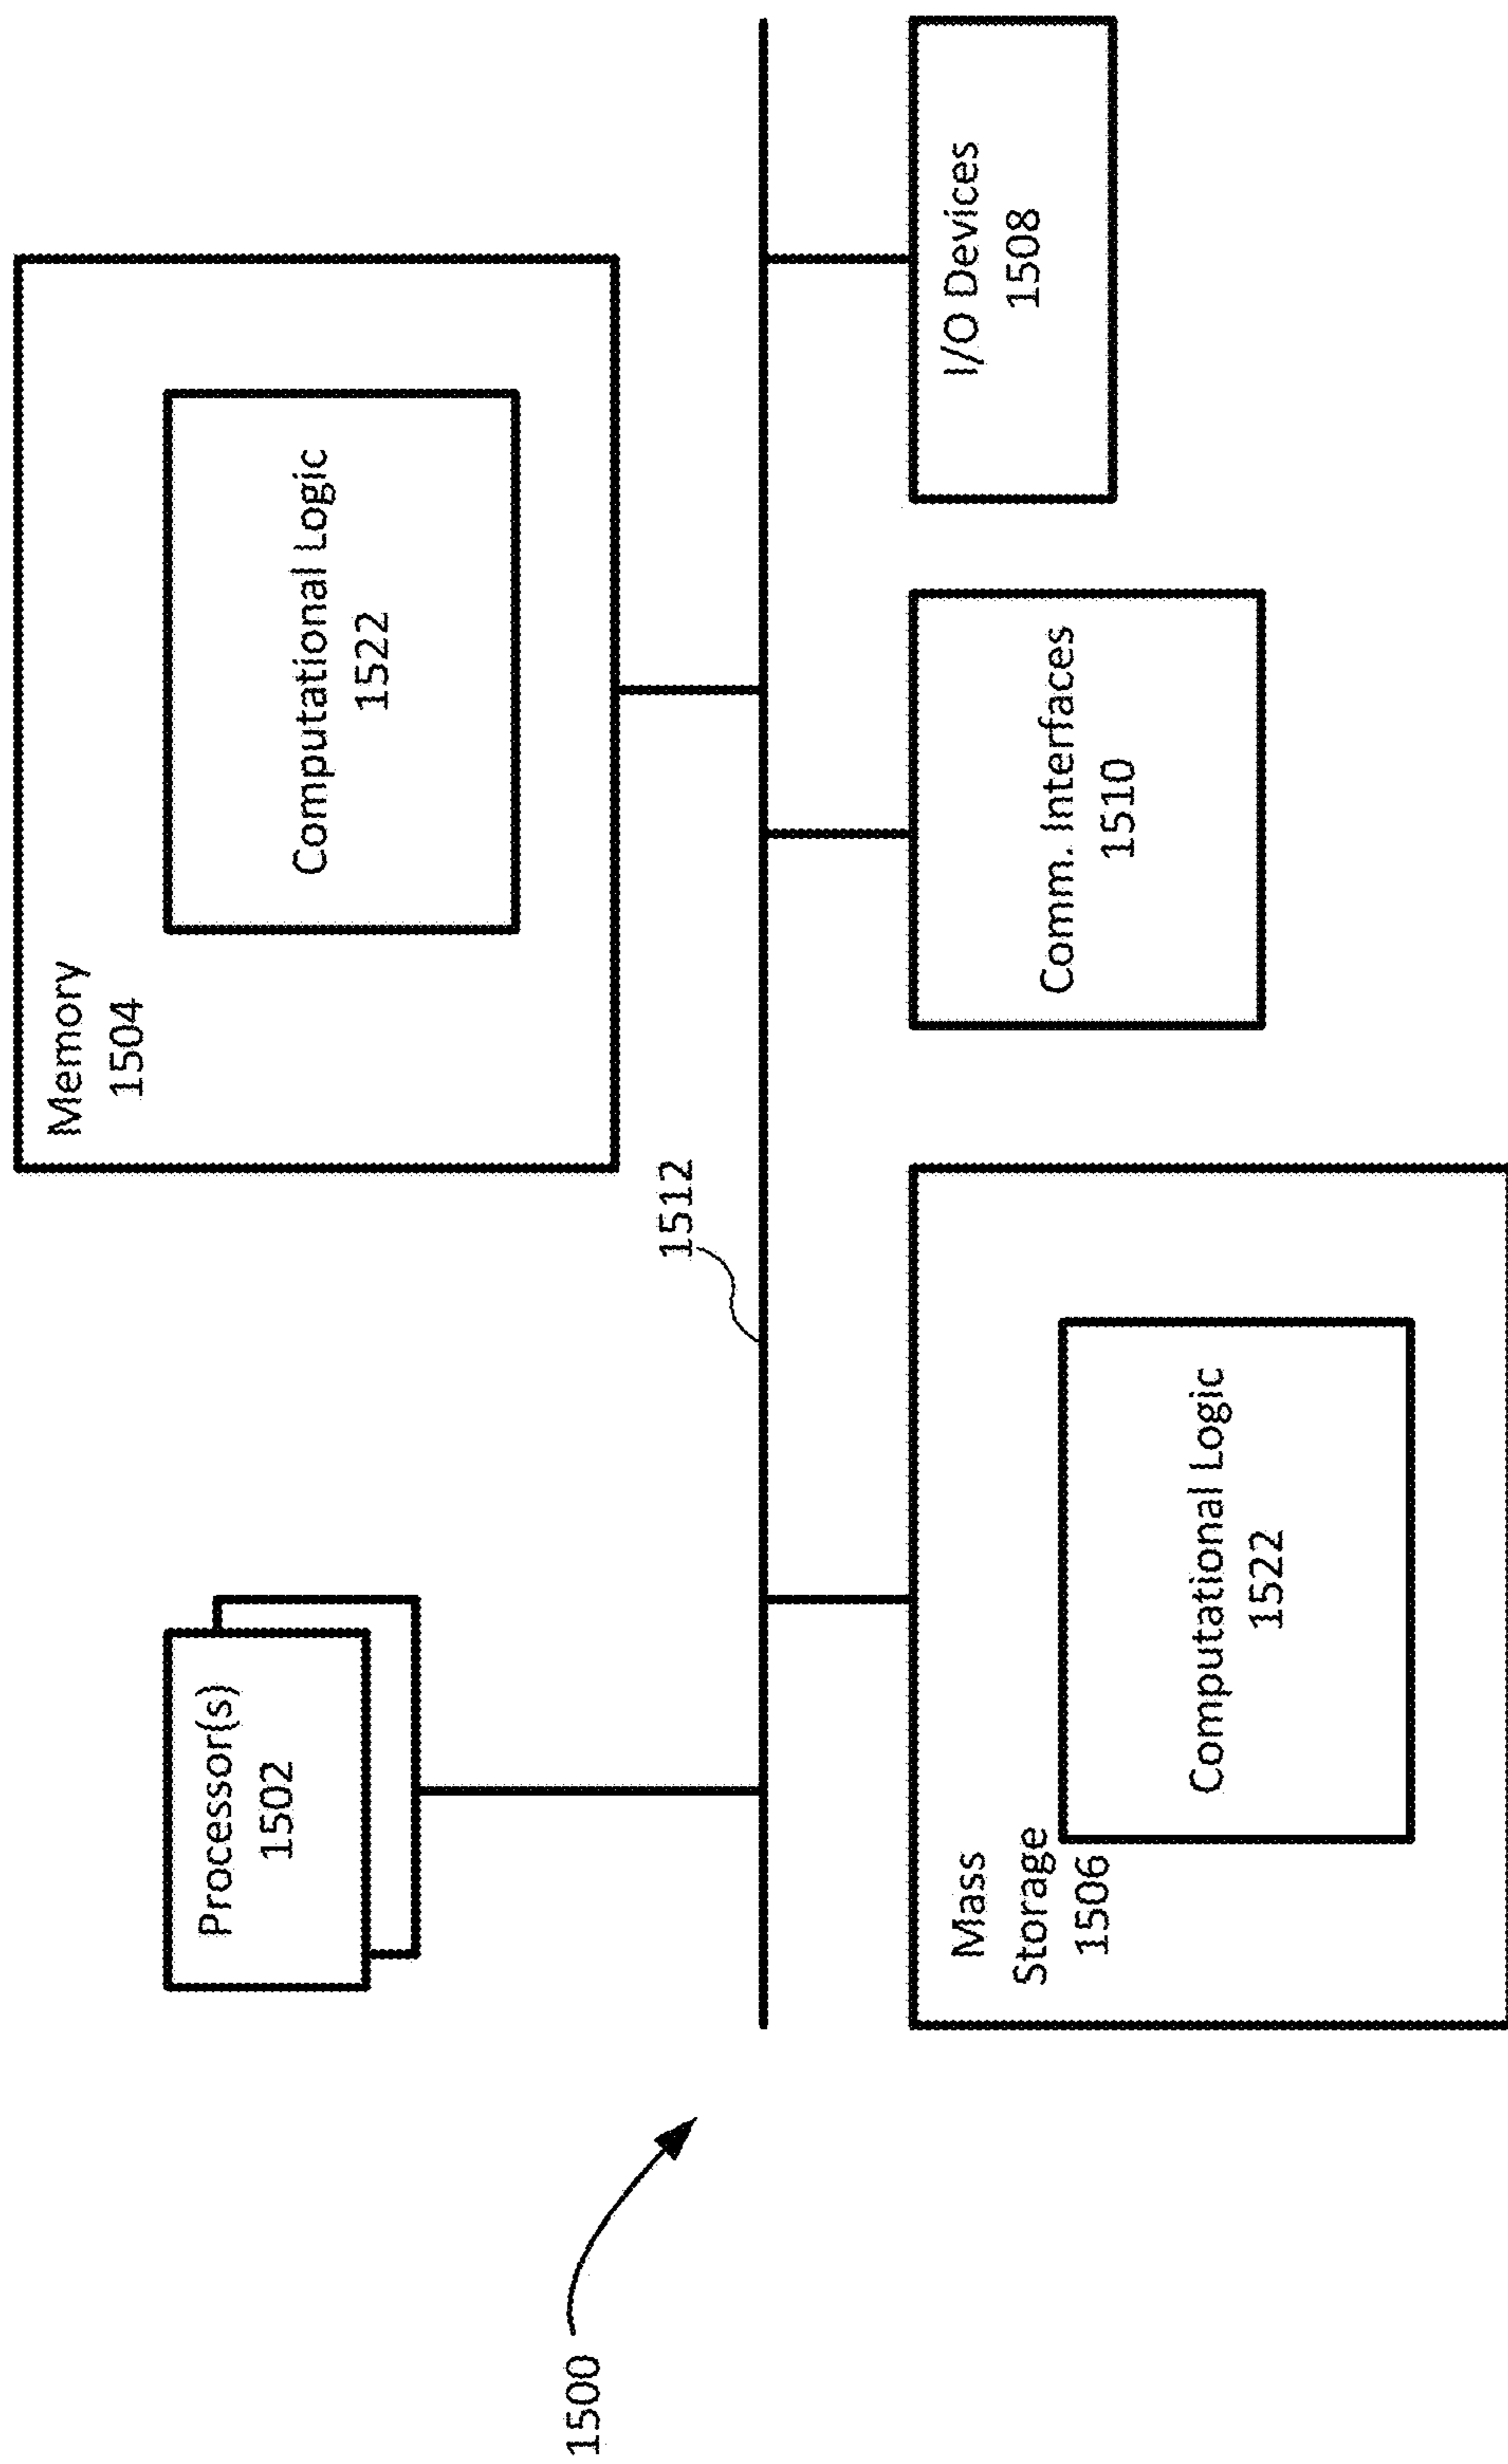 Processor(s)
1502
Memory
1504
Computational Logic
1522
1512
Mass
Storage
1506
Computational Logic
1522
Comm. Interfaces
1510
I/O Devices
1508
1500